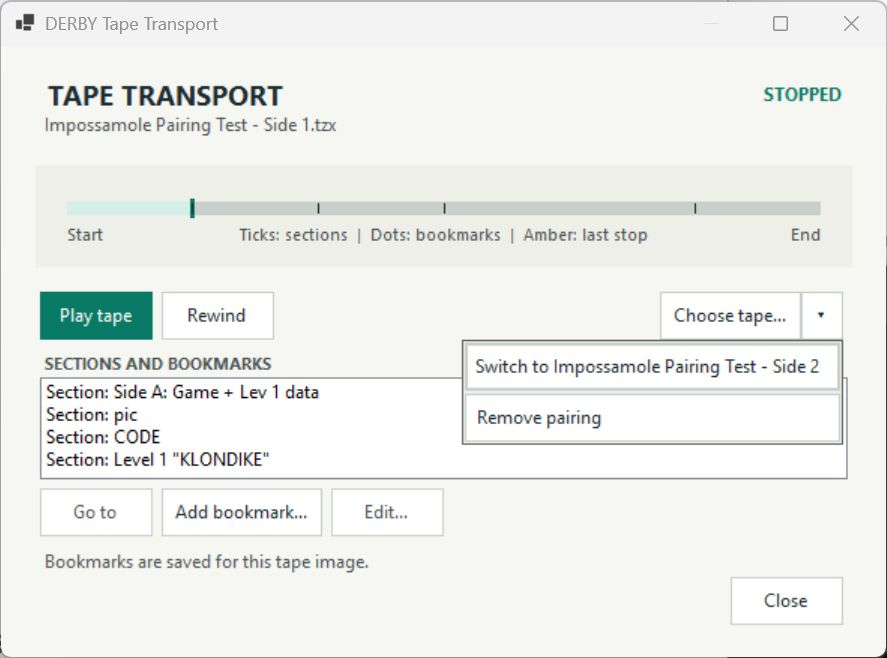 DERBY Tape Transport
TAPE TRANSPORT
STOPPED
Impossamole Pairing Test - Side 1.tzx
Start
Ticks: sections | Dots: bookmarks | Amber: last stop
End
Play tape
Rewind
Choose tape...
Switch to Impossamole Pairing Test - Side 2
Remove pairing
SECTIONS AND BOOKMARKS
Section: Side A: Game + Lev 1 data
Section: pic
Section: CODE
Section: Level 1 "KLONDIKE"
Go to
Add bookmark...
Edit...
Bookmarks are saved for this tape image.
Close